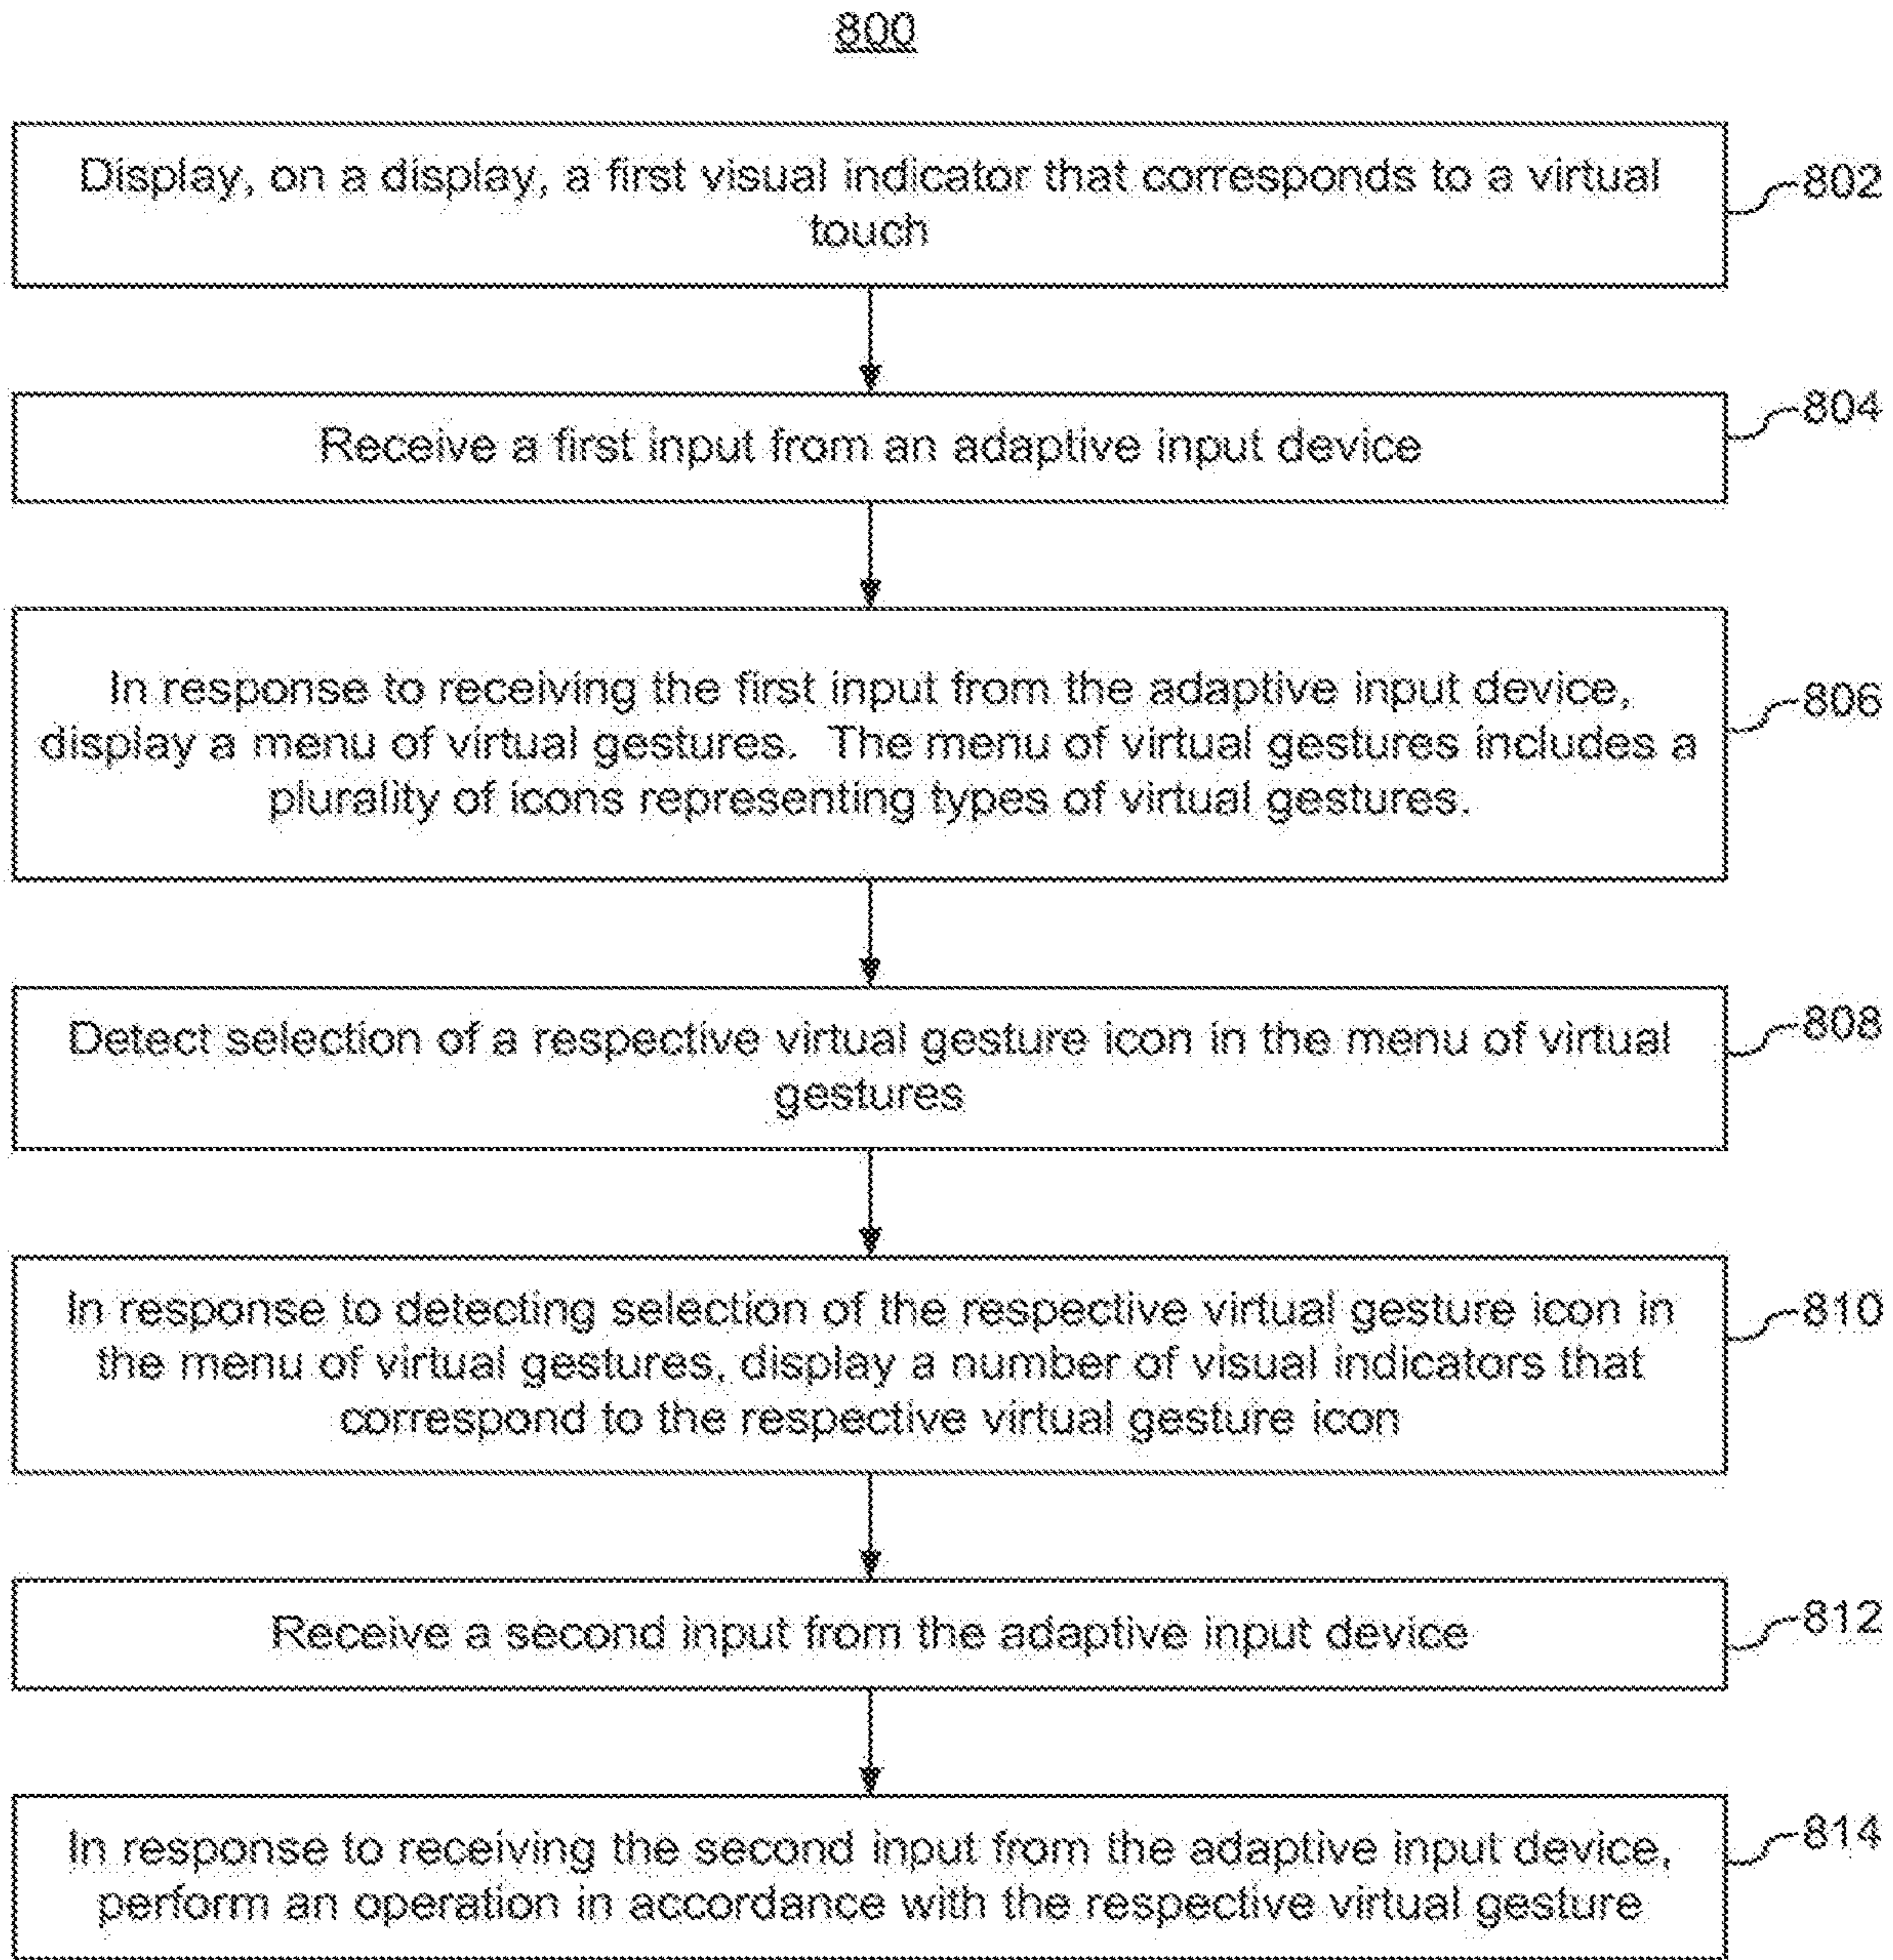 800
Display, on a display, a first visual indicator that corresponds to a virtual
touch
802
Receive a first input from an adaptive input device
804
In response to receiving the first input from the adaptive input device,
display a menu of virtual gestures. The menu of virtual gestures includes a
plurality of icons representing types of virtual gestures.
806
Detect selection of a respective virtual gesture icon in the menu of virtual
gestures
808
In response to detecting selection of the respective virtual gesture icon in
the menu of virtual gestures, display a number of visual indicators that
correspond to the respective virtual gesture icon
810
Receive a second input from the adaptive input device
812
In response to receiving the second input from the adaptive input device,
perform an operation in accordance with the respective virtual gesture
814